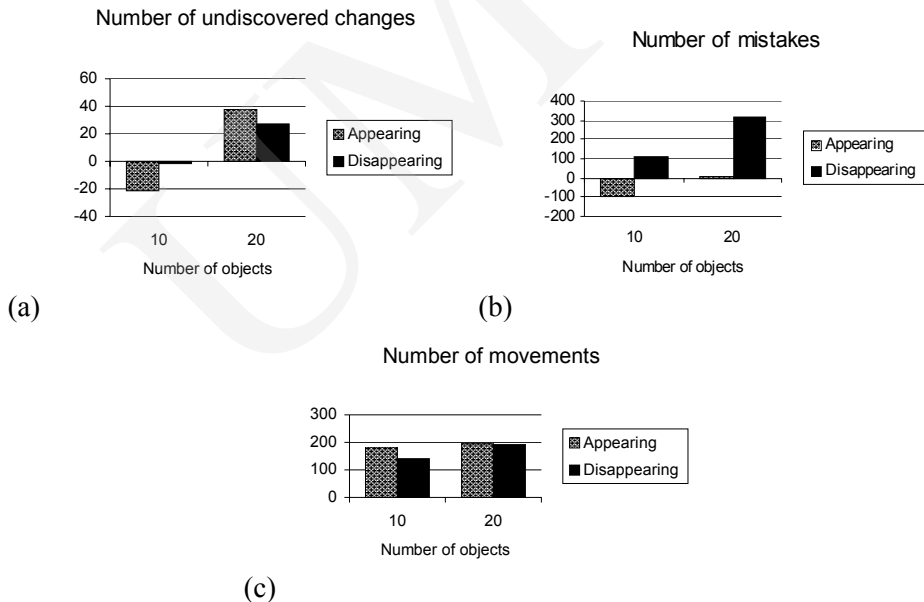 Number of undiscovered changes
60
40
20
0
-20
-40
10 20
Number of objects
Appearing
Disappearing
(a)
Number of mistakes
400
300
200
100
0
-100
-200
10 20
Number of objects
Appearing
Disappearing
(b)
Number of movements
300
200
100
0
10 20
Number of objects
Appearing
Disappearing
(c)
UM